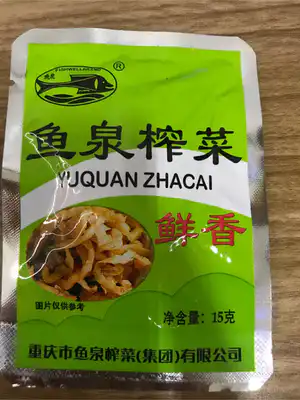 ®
鱼泉榨菜
YUQUAN ZHACAI
鲜香
图片仅供参考
净含量：15克
重庆市鱼泉榨菜(集团)有限公司